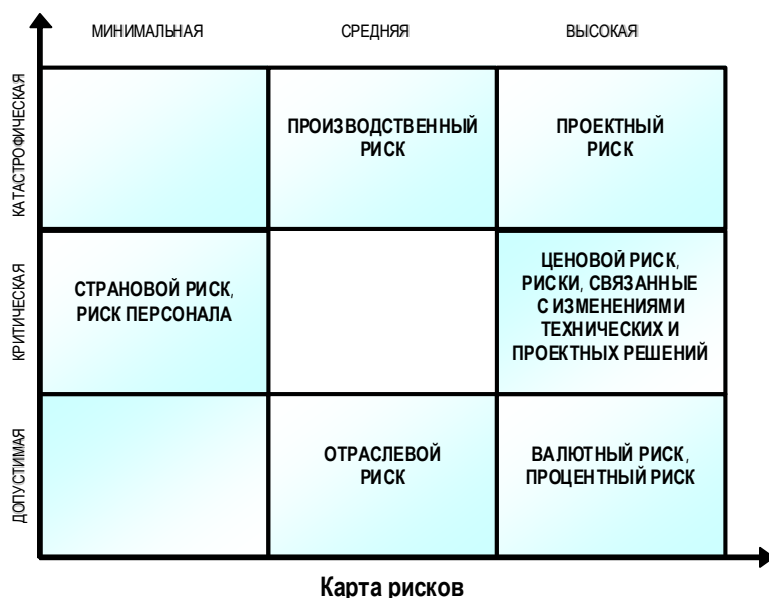 МИНИМАЛЬНАЯ СРЕДНЯЯ ВЫСОКАЯ
КАТАСТРОФИЧЕСКАЯ
ПРОИЗВОДСТВЕННЫЙ
РИСК
ПРОЕКТНЫЙ
РИСК
КРИТИЧЕСКАЯ
СТРАНОВОЙ РИСК,
РИСК ПЕРСОНАЛА
ЦЕНОВОЙ РИСК,
РИСКИ, СВЯЗАННЫЕ
С ИЗМЕНЕНИЯМИ
ТЕХНИЧЕСКИХ И
ПРОЕКТНЫХ РЕШЕНИЙ
ДОПУСТИМАЯ
ОТРАСЛЕВОЙ
РИСК
ВАЛЮТНЫЙ РИСК,
ПРОЦЕНТНЫЙ РИСК
Карта рисков